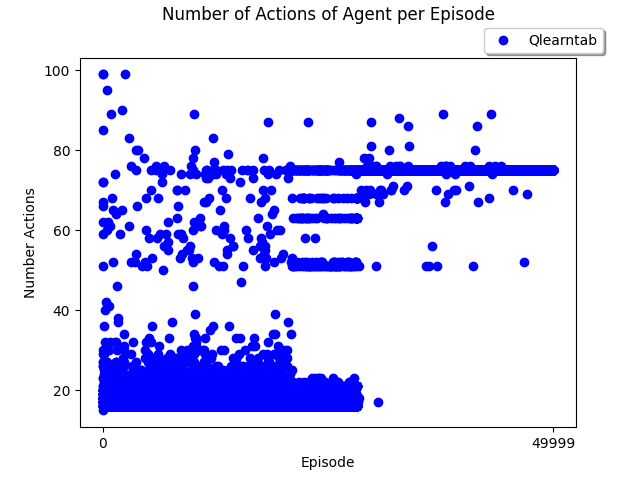 Number of Actions of Agent per Episode
Qlearntab
100
80
60
40
20
Number Actions
0
49999
Episode